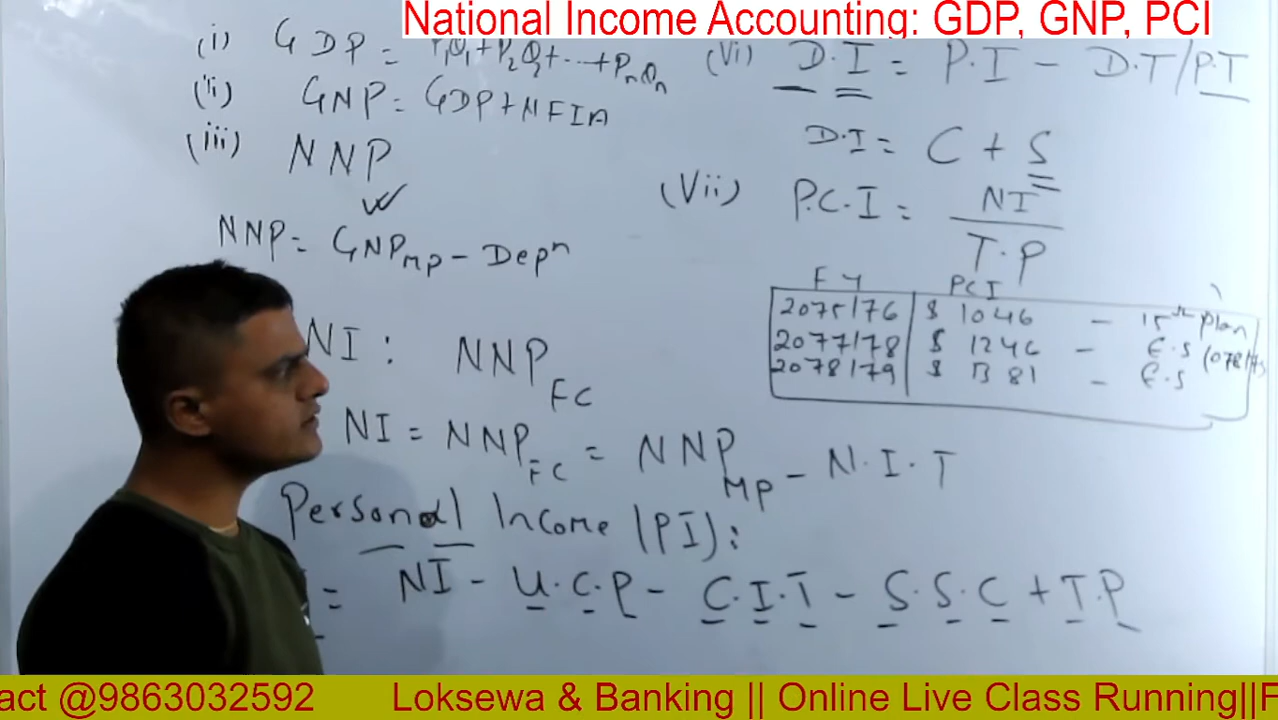 National Income Accounting: GDP, GNP, PCI
(i) GDP = P1Q1+P2Q2+...+PnQn
(ii) GNP = GDP+NFIA
(iii) NNP
NNP = GNPMP - Depn
NI : NNPFC
NI = NNPFC = NNPMP - N.I.T
Personal Income (PI):
= NI - U.C.P - C.I.T - S.S.C + T.P
(Vi) D.I = P.I - D.T/P.T
D.I = C + S
(Vii) P.C.I = NI
T.P
FY PCI
2075/76 $ 1046 - 15th plan
2077/78 $ 1246 - E.S
2078/79 $ 1381 - E.S
act @9863032592 Loksewa & Banking || Online Live Class Running||F